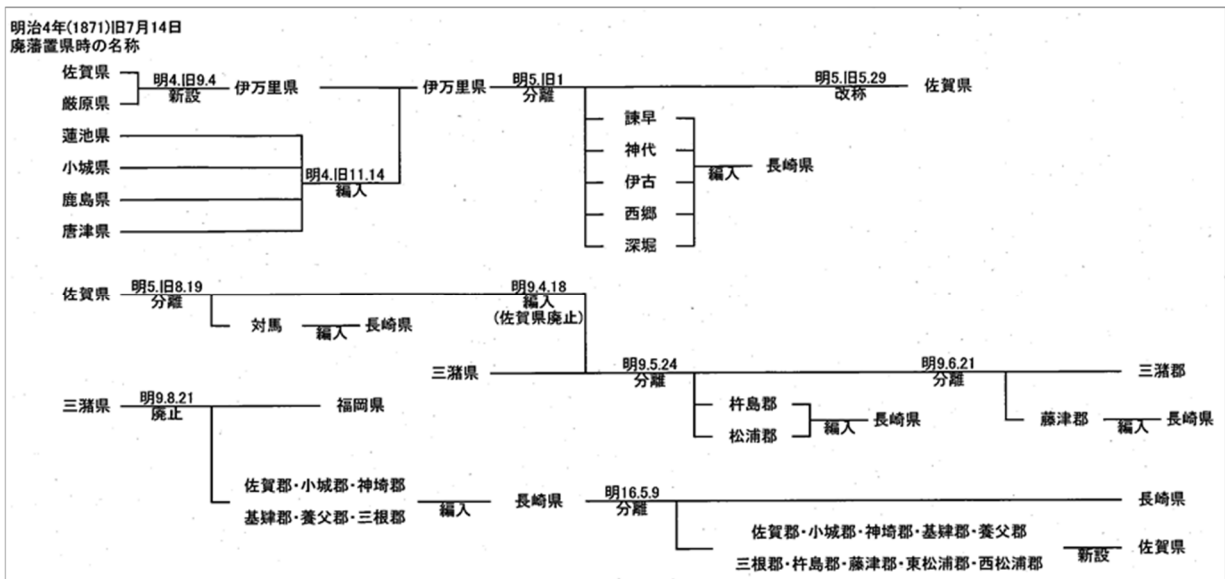 明治4年(1871)旧7月14日
廃藩置県時の名称
佐賀県
厳原県
明4.旧9.4
新設
伊万里県
蓮池県
小城県
鹿島県
唐津県
明4.旧11.14
編入
伊万里県
明5.旧1
分離
明5.旧5.29
改称
佐賀県
諫早
神代
伊古
西郷
深堀
編入
長崎県
佐賀県
明5.旧8.19
分離
対馬
編入
長崎県
明9.4.18
編入
(佐賀県廃止)
三潴県
明9.5.24
分離
杵島郡
松浦郡
編入
長崎県
明9.6.21
分離
三潴郡
藤津郡
編入
長崎県
三潴県
明9.8.21
廃止
福岡県
佐賀郡・小城郡・神埼郡
基肄郡・養父郡・三根郡
編入
長崎県
明16.5.9
分離
長崎県
佐賀郡・小城郡・神埼郡・基肄郡・養父郡
三根郡・杵島郡・藤津郡・東松浦郡・西松浦郡
新設
佐賀県